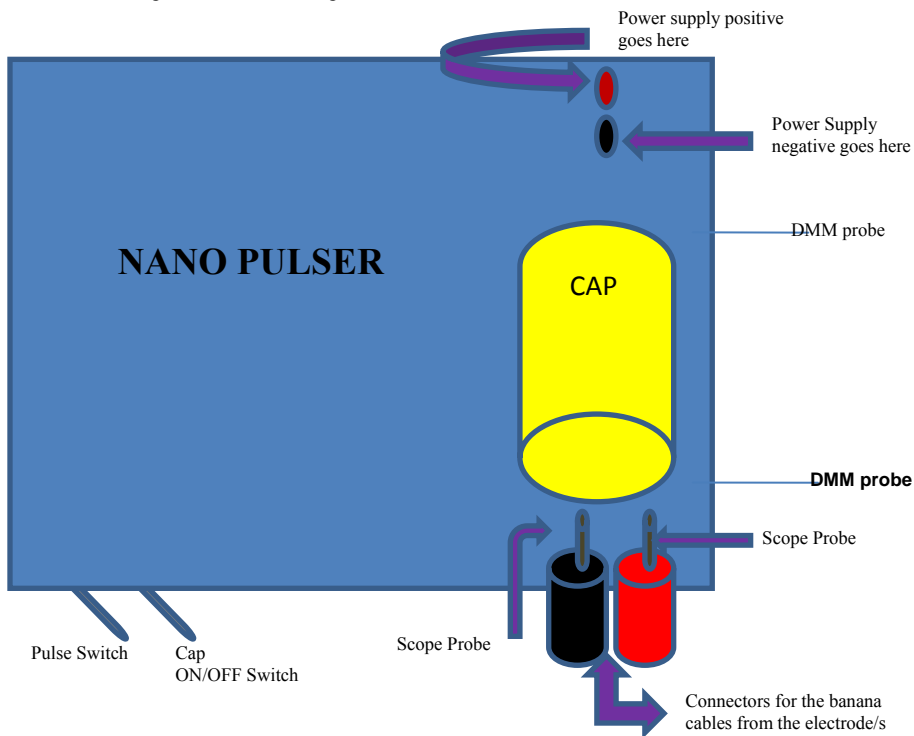 Power supply positive
goes here
Power Supply
negative goes here
DMM probe
NANO PULSER
CAP
DMM probe
Scope Probe
Scope Probe
Pulse Switch
Cap
ON/OFF Switch
Connectors for the banana
cables from the electrode/s